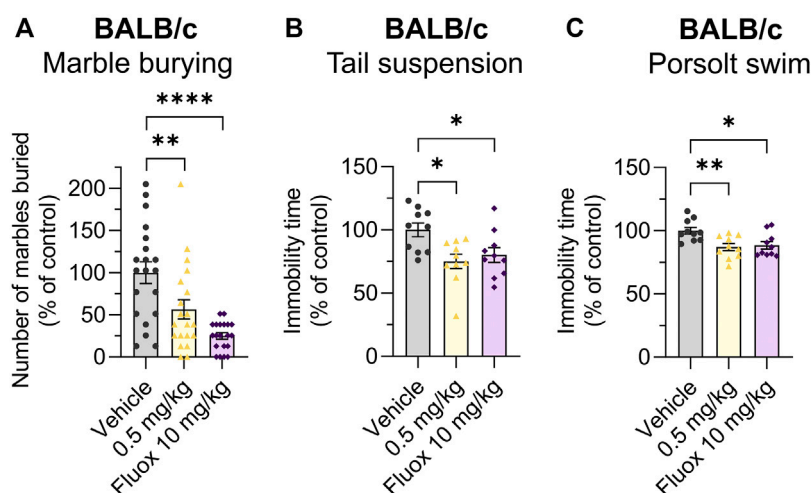 A
BALB/c
Marble burying
Number of marbles buried
(% of control)
200
150
100
50
0
****
**
Vehicle
0.5 mg/kg
Fluox 10 mg/kg
B
BALB/c
Tail suspension
Immobility time
(% of control)
150
100
50
0
*
*
Vehicle
0.5 mg/kg
Fluox 10 mg/kg
C
BALB/c
Porsolt swim
Immobility time
(% of control)
150
100
50
0
*
**
Vehicle
0.5 mg/kg
Fluox 10 mg/kg